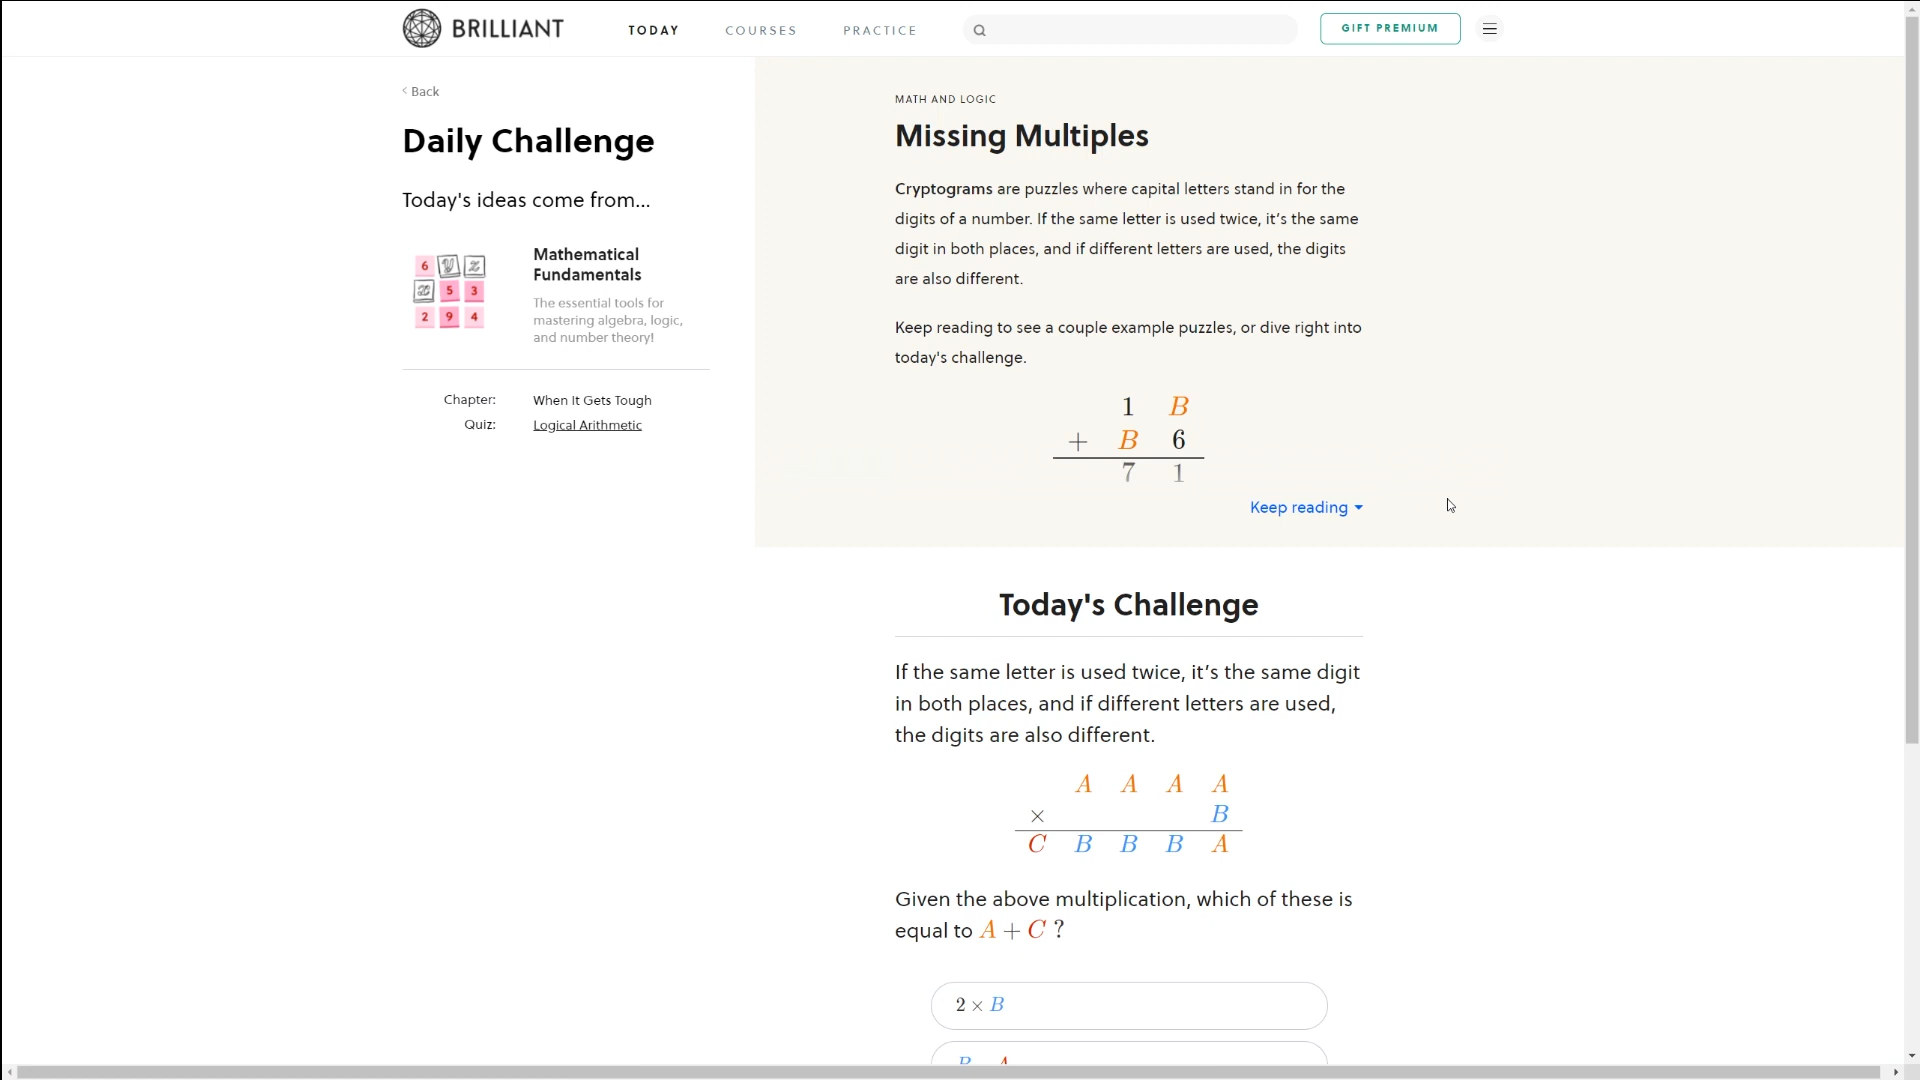 BRILLIANT
TODAY
COURSES
PRACTICE
GIFT PREMIUM
Back
Daily Challenge
Today's ideas come from...
6 y z
x 5 3
2 9 4
Mathematical
Fundamentals
The essential tools for
mastering algebra, logic,
and number theory!
Chapter: When It Gets Tough
Quiz: Logical Arithmetic
MATH AND LOGIC
Missing Multiples
Cryptograms are puzzles where capital letters stand in for the
digits of a number. If the same letter is used twice, it’s the same
digit in both places, and if different letters are used, the digits
are also different.
Keep reading to see a couple example puzzles, or dive right into
today's challenge.
1 B
+ B 6
7 1
Keep reading
Today's Challenge
If the same letter is used twice, it’s the same digit
in both places, and if different letters are used,
the digits are also different.
A A A A
× B
C B B B A
Given the above multiplication, which of these is
equal to A + C ?
2 × B